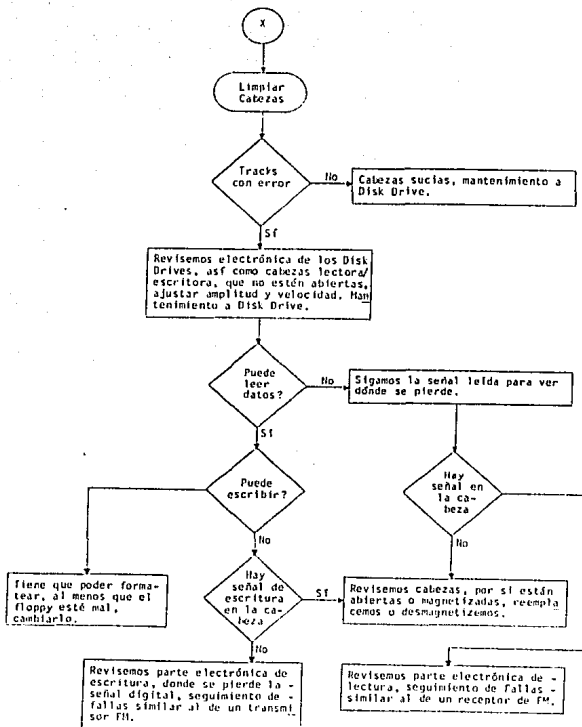 X
Limpiar
Cabezas
Tracks
con error
No
Cabezas sucias, mantenimiento a
Disk Drive.
Sí
Revisemos electrónica de los Disk
Drives, así como cabezas lectora/
escritora, que no estén abiertas,
ajustar amplitud y velocidad. Man
tenimiento a Disk Drive.
Puede
leer
datos?
No
Sigamos la señal leída para ver
dónde se pierde.
Sí
Puede
escribir?
Hay
señal en
la ca-
beza
No
No
Tiene que poder forma-
tear, al menos que el
floppy esté mal,
cambiarlo.
Hay
señal de
escritura
en la ca-
beza
Sí
Revisemos cabezas, por si están
abiertas o magnetizadas, reempla
cemos o desmagnetizemos.
No
Revisemos parte electrónica de
escritura, donde se pierde la -
señal digital, seguimiento de -
fallas similar al de un transmi
sor FM.
Revisemos parte electrónica de -
lectura, seguimiento de fallas -
similar al de un receptor de FM.